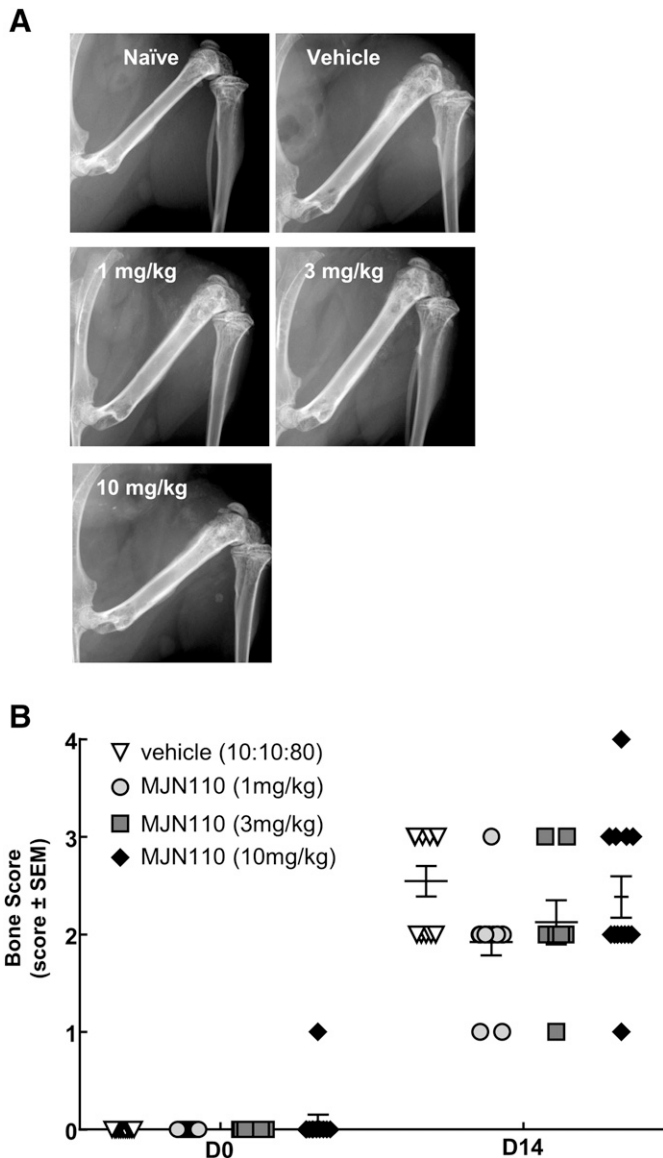 A
Naïve
Vehicle
1 mg/kg
3 mg/kg
10 mg/kg
B
Bone Score
(score ± SEM)
4
3
2
1
0
vehicle (10:10:80)
MJN110 (1mg/kg)
MJN110 (3mg/kg)
MJN110 (10mg/kg)
D0
D14